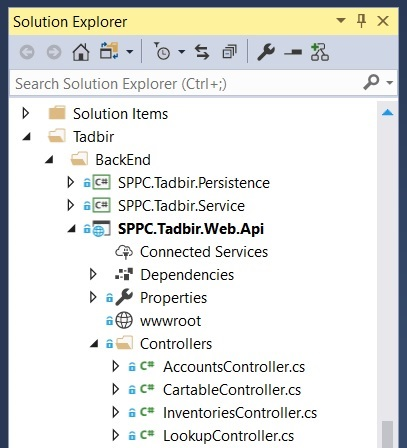 Solution Explorer
Search Solution Explorer (Ctrl+;)
Solution Items
Tadbir
BackEnd
C# SPPC.Tadbir.Persistence
C# SPPC.Tadbir.Service
SPPC.Tadbir.Web.Api
Connected Services
Dependencies
Properties
wwwroot
Controllers
C# AccountsController.cs
C# CartableController.cs
C# InventoriesController.cs
C# LookupController.cs